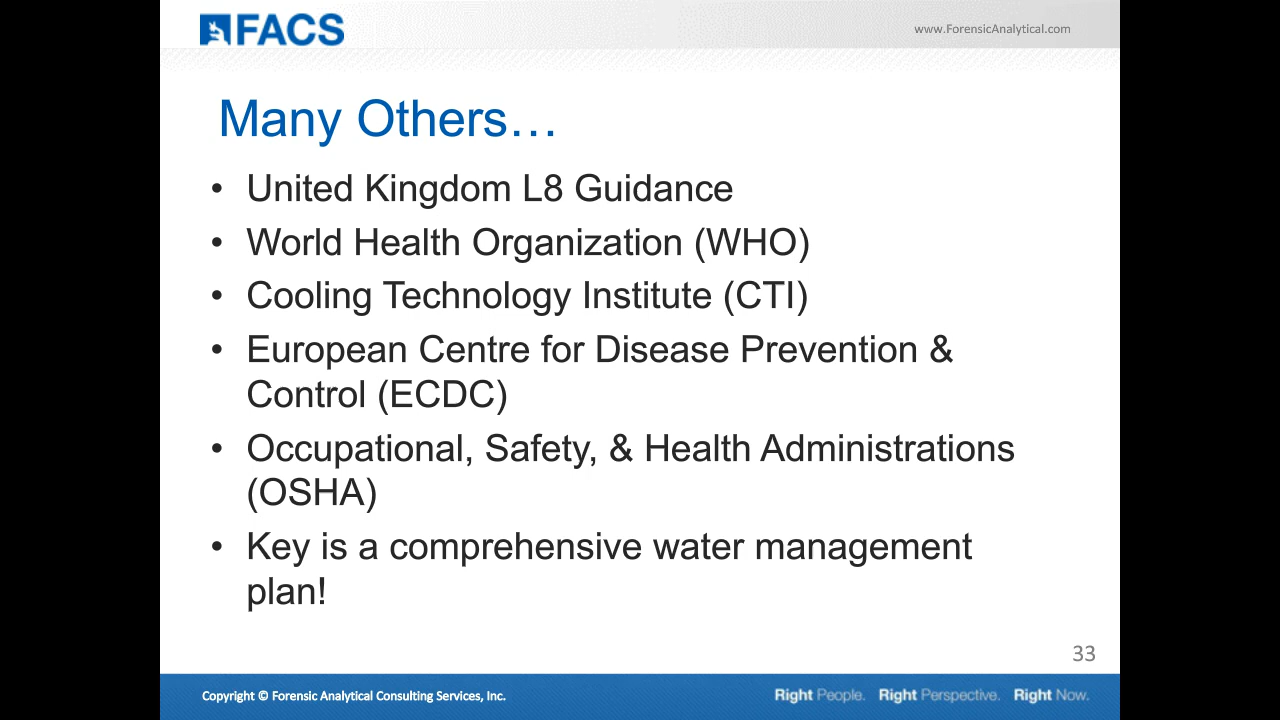 FACS
www.ForensicAnalytical.com
Many Others…
• United Kingdom L8 Guidance
• World Health Organization (WHO)
• Cooling Technology Institute (CTI)
• European Centre for Disease Prevention &
Control (ECDC)
• Occupational, Safety, & Health Administrations
(OSHA)
• Key is a comprehensive water management
plan!
33
Copyright © Forensic Analytical Consulting Services, Inc.
Right People. Right Perspective. Right Now.